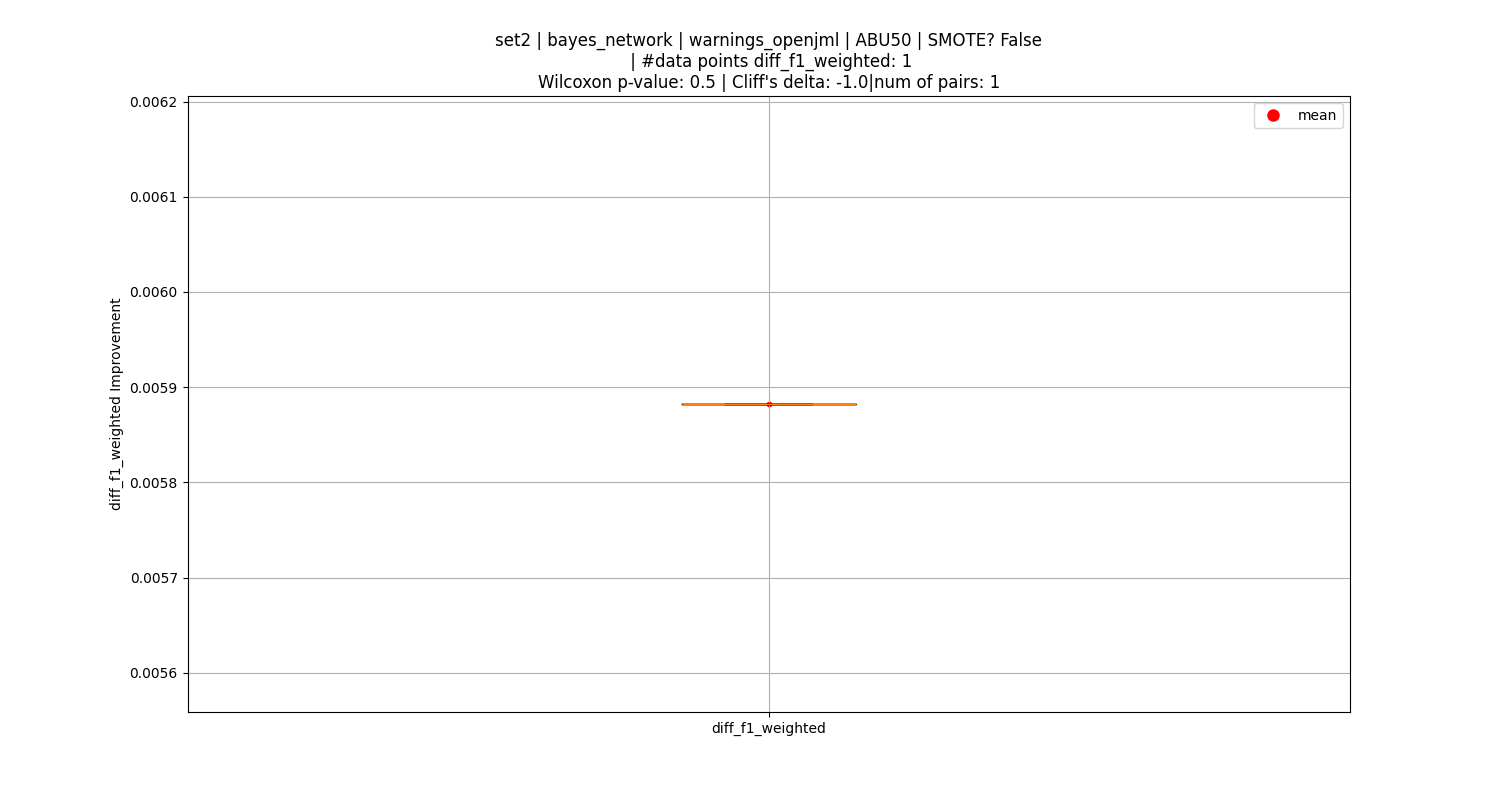 set2 | bayes_network | warnings_openjml | ABU50 | SMOTE? False
| #data points diff_f1_weighted: 1
Wilcoxon p-value: 0.5 | Cliff's delta: -1.0|num of pairs: 1
mean
0.0062
0.0061
0.0060
0.0059
0.0058
0.0057
0.0056
diff_f1_weighted Improvement
diff_f1_weighted